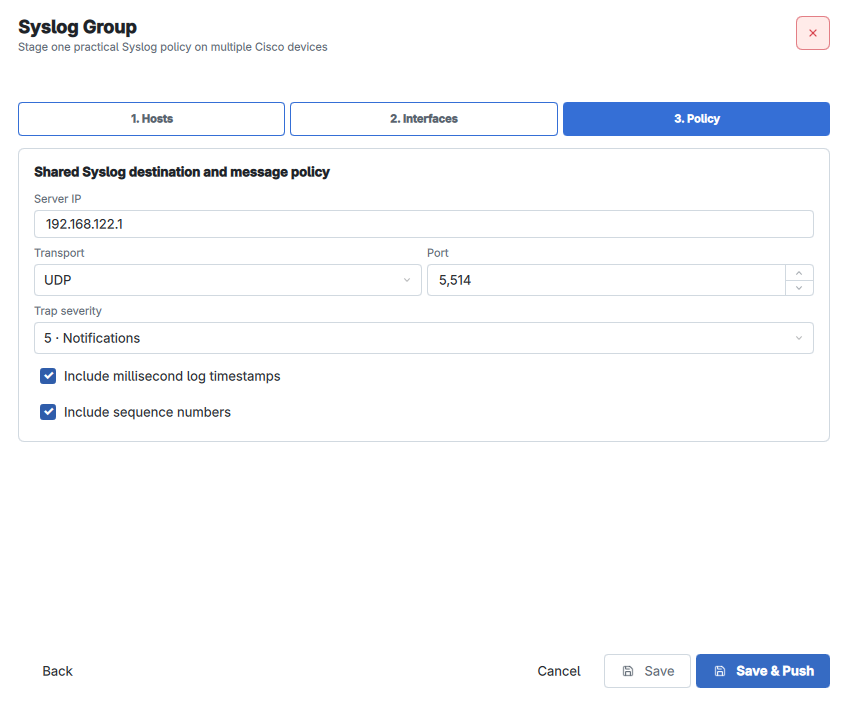 Syslog Group
Stage one practical Syslog policy on multiple Cisco devices
1. Hosts
2. Interfaces
3. Policy
Shared Syslog destination and message policy
Server IP
192.168.122.1
Transport
Port
UDP
5,514
Trap severity
5 · Notifications
Include millisecond log timestamps
Include sequence numbers
Back
Cancel
Save
Save & Push